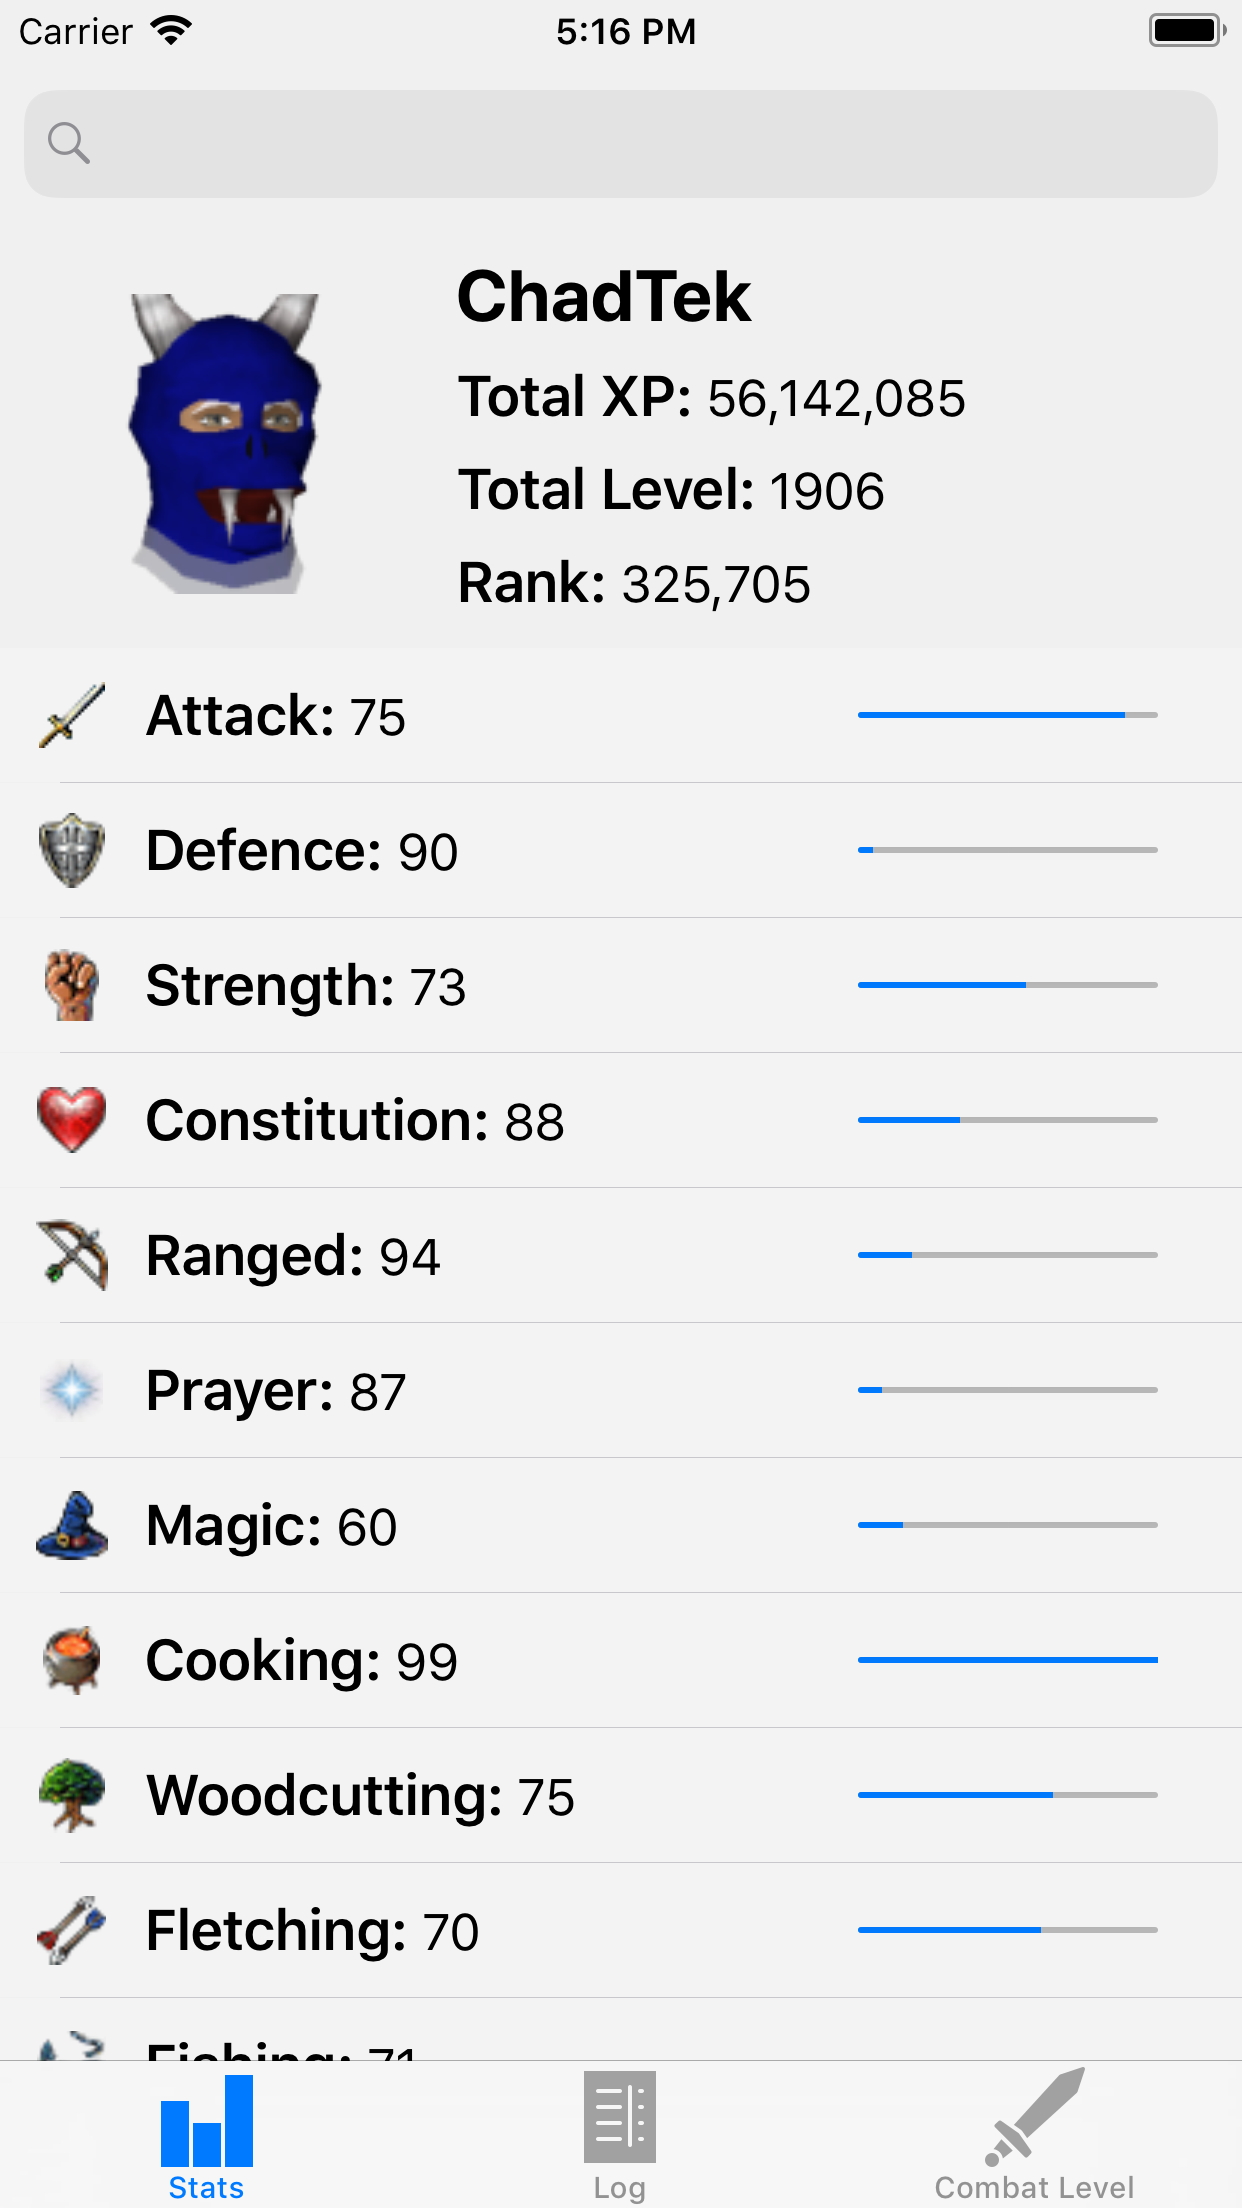 Carrier 5:16 PM
ChadTek
Total XP: 56,142,085
Total Level: 1906
Rank: 325,705
Attack: 75
Defence: 90
Strength: 73
Constitution: 88
Ranged: 94
Prayer: 87
Magic: 60
Cooking: 99
Woodcutting: 75
Fletching: 70
Fishing: 71
Stats Log Combat Level